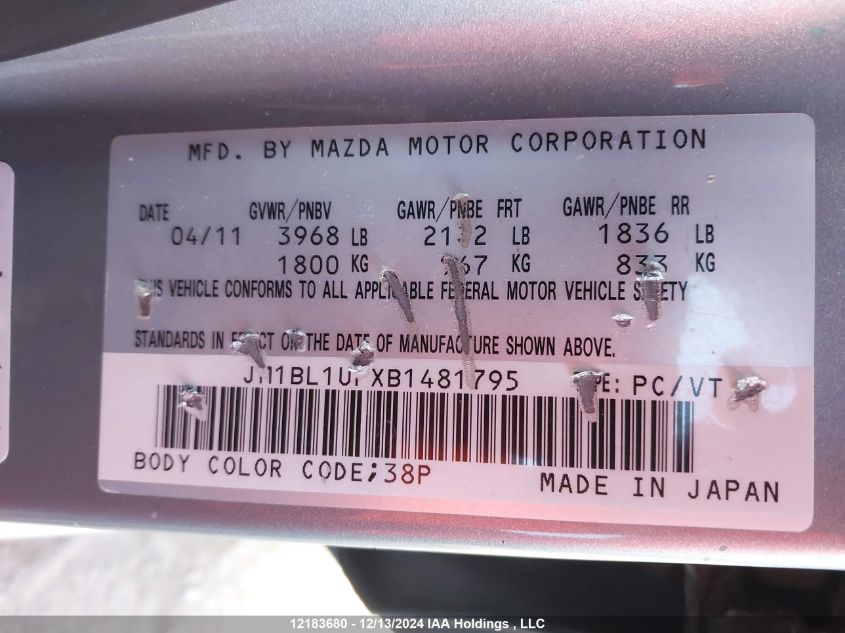 MFD. BY MAZDA MOTOR CORPORATION
DATE GVWR/PNBV GAWR/PNBE FRT GAWR/PNBE RR
04/11 3968 LB LB 1836 LB
1800 KG KG 833 KG
THIS VEHICLE CONFORMS TO ALL APPLICABLE FEDERAL MOTOR VEHICLE SAFETY
STANDARDS IN EFFECT ON THE DATE OF MANUFACTURE SHOWN ABOVE.
TYPE: PC/VT
BODY COLOR CODE;38P MADE IN JAPAN
12183680 - 12/13/2024 IAA Holdings , LLC